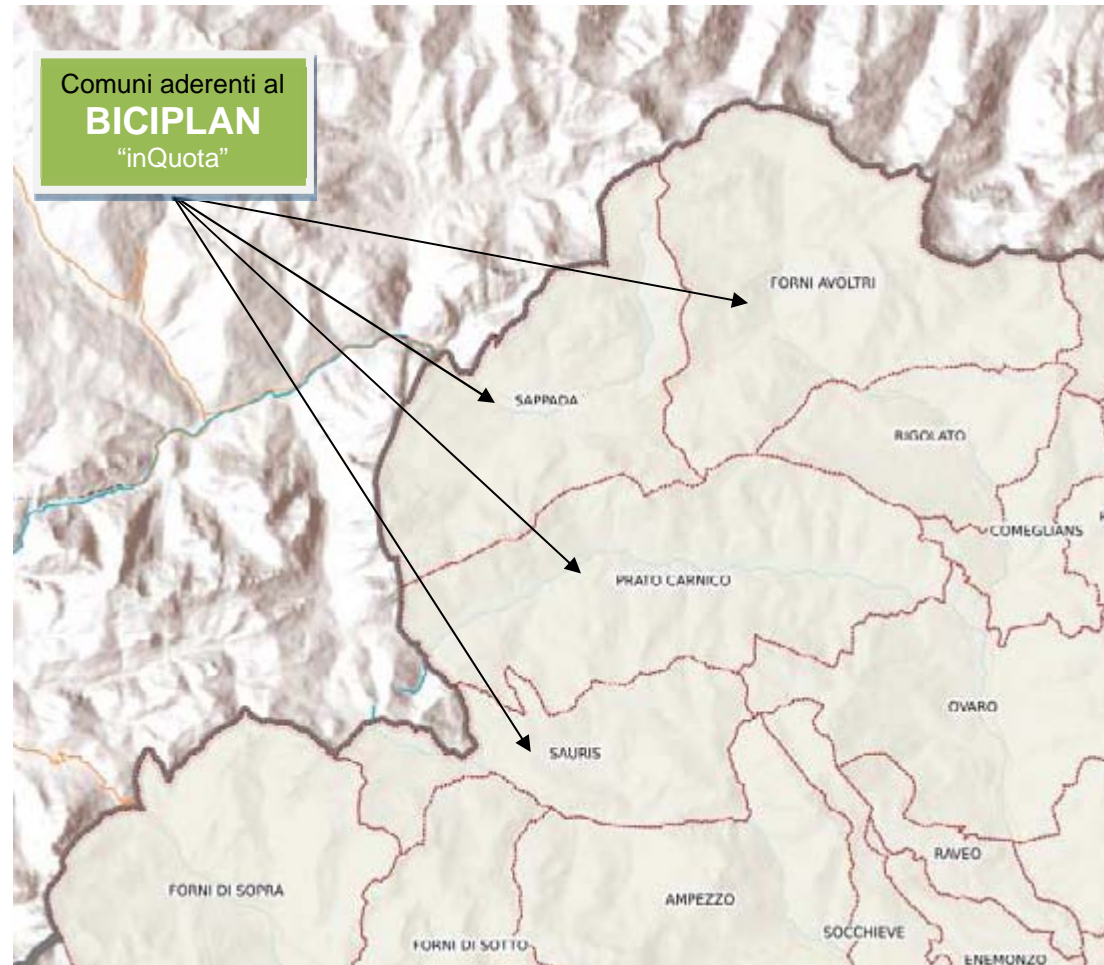 Comuni aderenti al
BICIPLAN
“inQuota”
FORNI AVOLTRI
SAPPADA
RIGOLATO
COMEGLIANS
PRATO CARNICO
OVARO
SAURIS
RAVEO
FORNI DI SOPRA
AMPEZZO
SOCCHIEVE
FORNI DI SOTTO
ENEMONZO